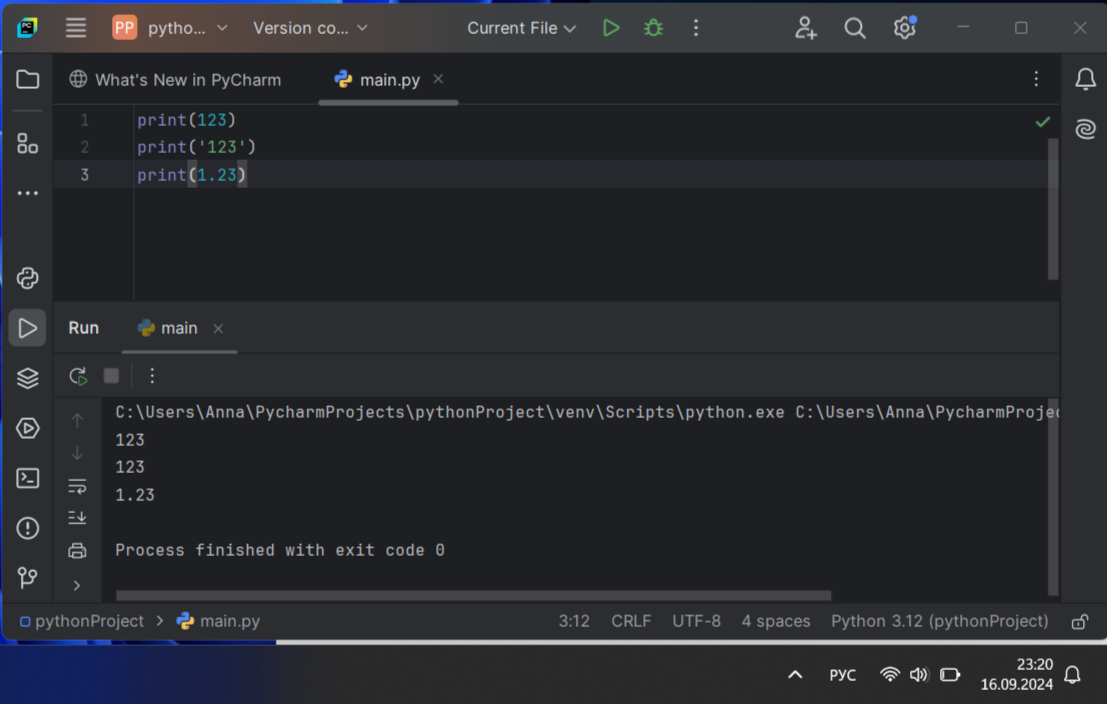 PC
PP pytho... Version co... Current File
What's New in PyCharm main.py
1 print(123)
2 print('123')
3 print(1.23)
Run main
C:\Users\Anna\PycharmProjects\pythonProject\venv\Scripts\python.exe C:\Users\Anna\PycharmProjec
123
123
1.23
Process finished with exit code 0
pythonProject > main.py 3:12 CRLF UTF-8 4 spaces Python 3.12 (pythonProject)
РУС 23:20
16.09.2024